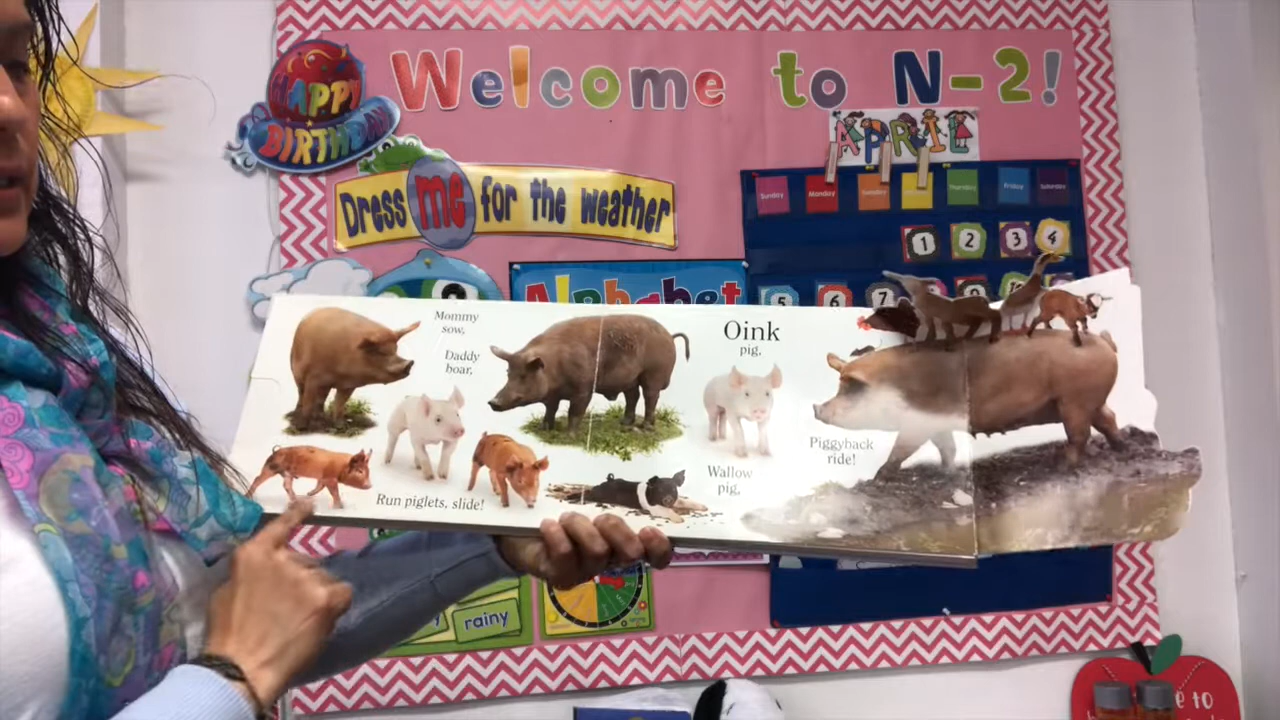 HAPPY
BIRTHDAY
Welcome to N-2!
APRIL
Dress me for the weather
Sunday Monday Tuesday Thursday Friday Saturday
1 2 3 4
Alphabet
5 6 7
Mommy
sow,
Daddy
boar,
Oink
pig,
Piggyback
ride!
Wallow
pig,
Run piglets, slide!
rainy
to